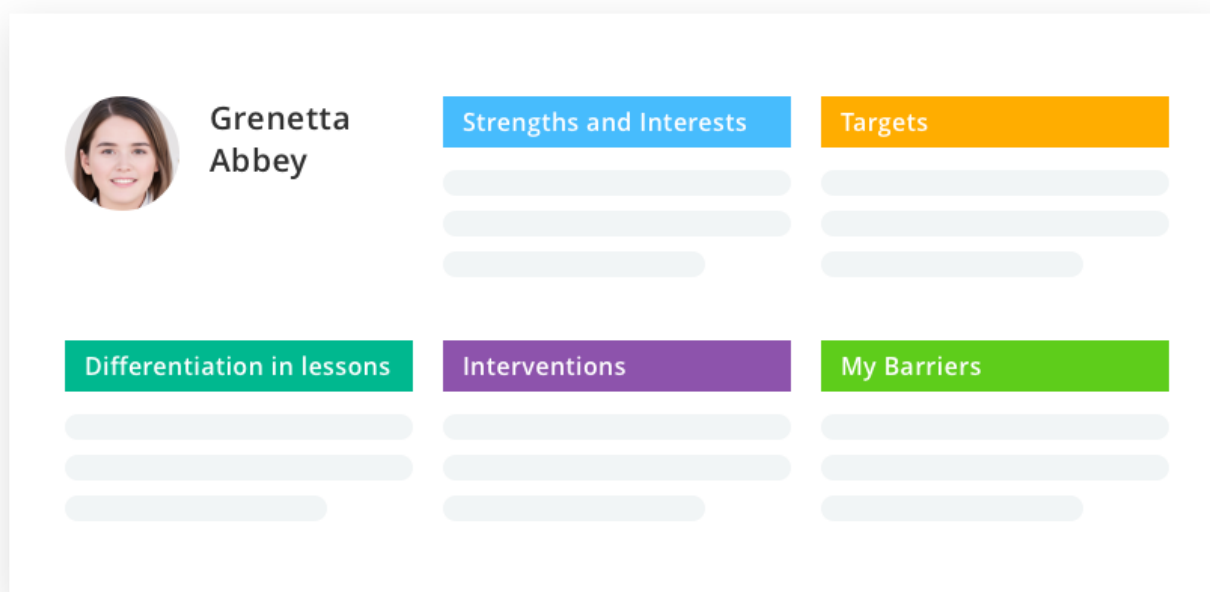 Grenetta
Abbey
Strengths and Interests
Targets
Differentiation in lessons
Interventions
My Barriers